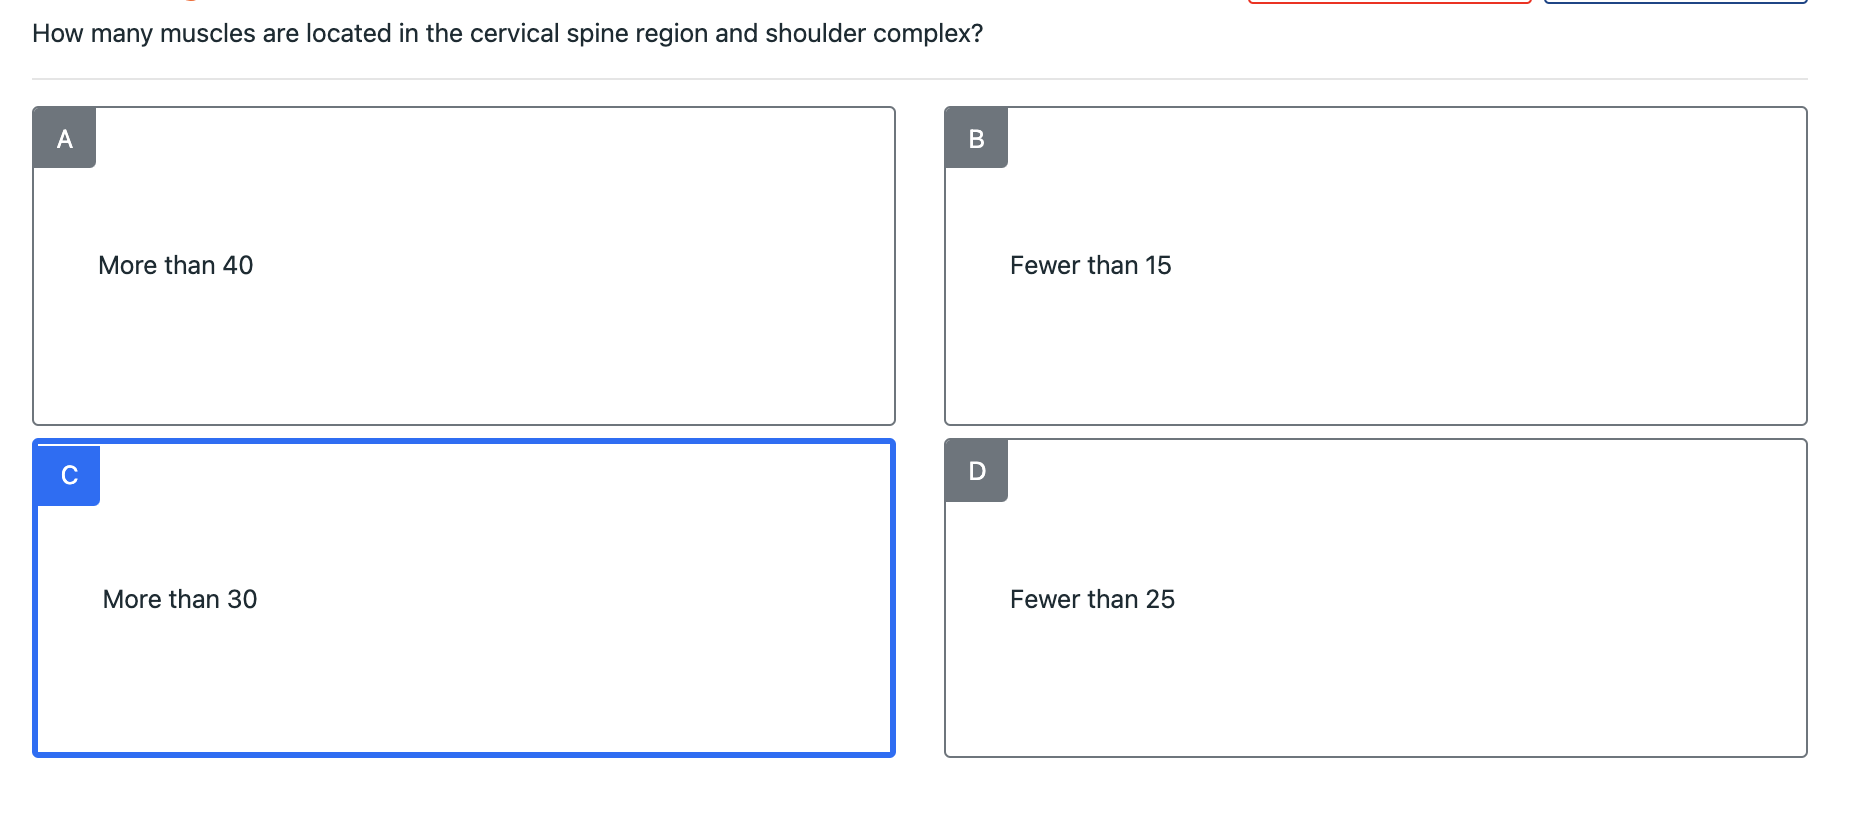 How many muscles are located in the cervical spine region and shoulder complex?
A
More than 40
B
Fewer than 15
C
More than 30
D
Fewer than 25